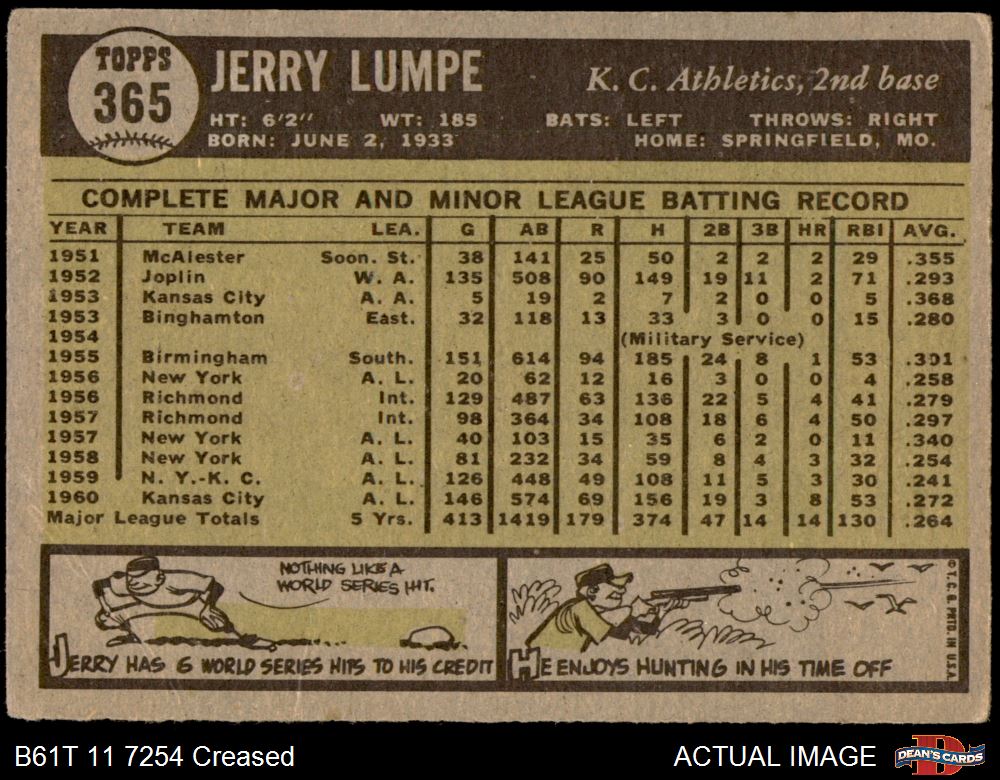 TOPPS
365
JERRY LUMPE
K. C. Athletics, 2nd base
HT: 6'2" WT: 185 BATS: LEFT THROWS: RIGHT
BORN: JUNE 2, 1933 HOME: SPRINGFIELD, MO.
COMPLETE MAJOR AND MINOR LEAGUE BATTING RECORD
YEAR TEAM LEA. G AB R H 2B 3B HR RBI AVG.
1951 McAlester Soon. St. 38 141 25 50 2 2 2 29 .355
1952 Joplin W. A. 135 508 90 149 19 11 2 71 .293
1953 Kansas City A. A. 5 19 2 7 2 0 0 5 .368
1953 Binghamton East. 32 118 13 33 3 0 0 15 .280
1954 (Military Service)
1955 Birmingham South. 151 614 94 185 24 8 1 53 .301
1956 New York A. L. 20 62 12 16 3 0 0 4 .258
1956 Richmond Int. 129 487 63 136 22 5 4 41 .279
1957 Richmond Int. 98 364 34 108 18 6 4 50 .297
1957 New York A. L. 40 103 15 35 6 2 0 11 .340
1958 New York A. L. 81 232 34 59 8 4 3 32 .254
1959 N. Y.-K. C. A. L. 126 448 49 108 11 5 3 30 .241
1960 Kansas City A. L. 146 574 69 156 19 3 8 53 .272
Major League Totals 5 Yrs. 413 1419 179 374 47 14 14 130 .264
NOTHING LIKE A
WORLD SERIES HIT.
JERRY HAS 6 WORLD SERIES HITS TO HIS CREDIT
HE ENJOYS HUNTING IN HIS TIME OFF
© T. C. G. PRTD. IN U.S.A.
B61T 11 7254 Creased
ACTUAL IMAGE
D
DEAN'S CARDS